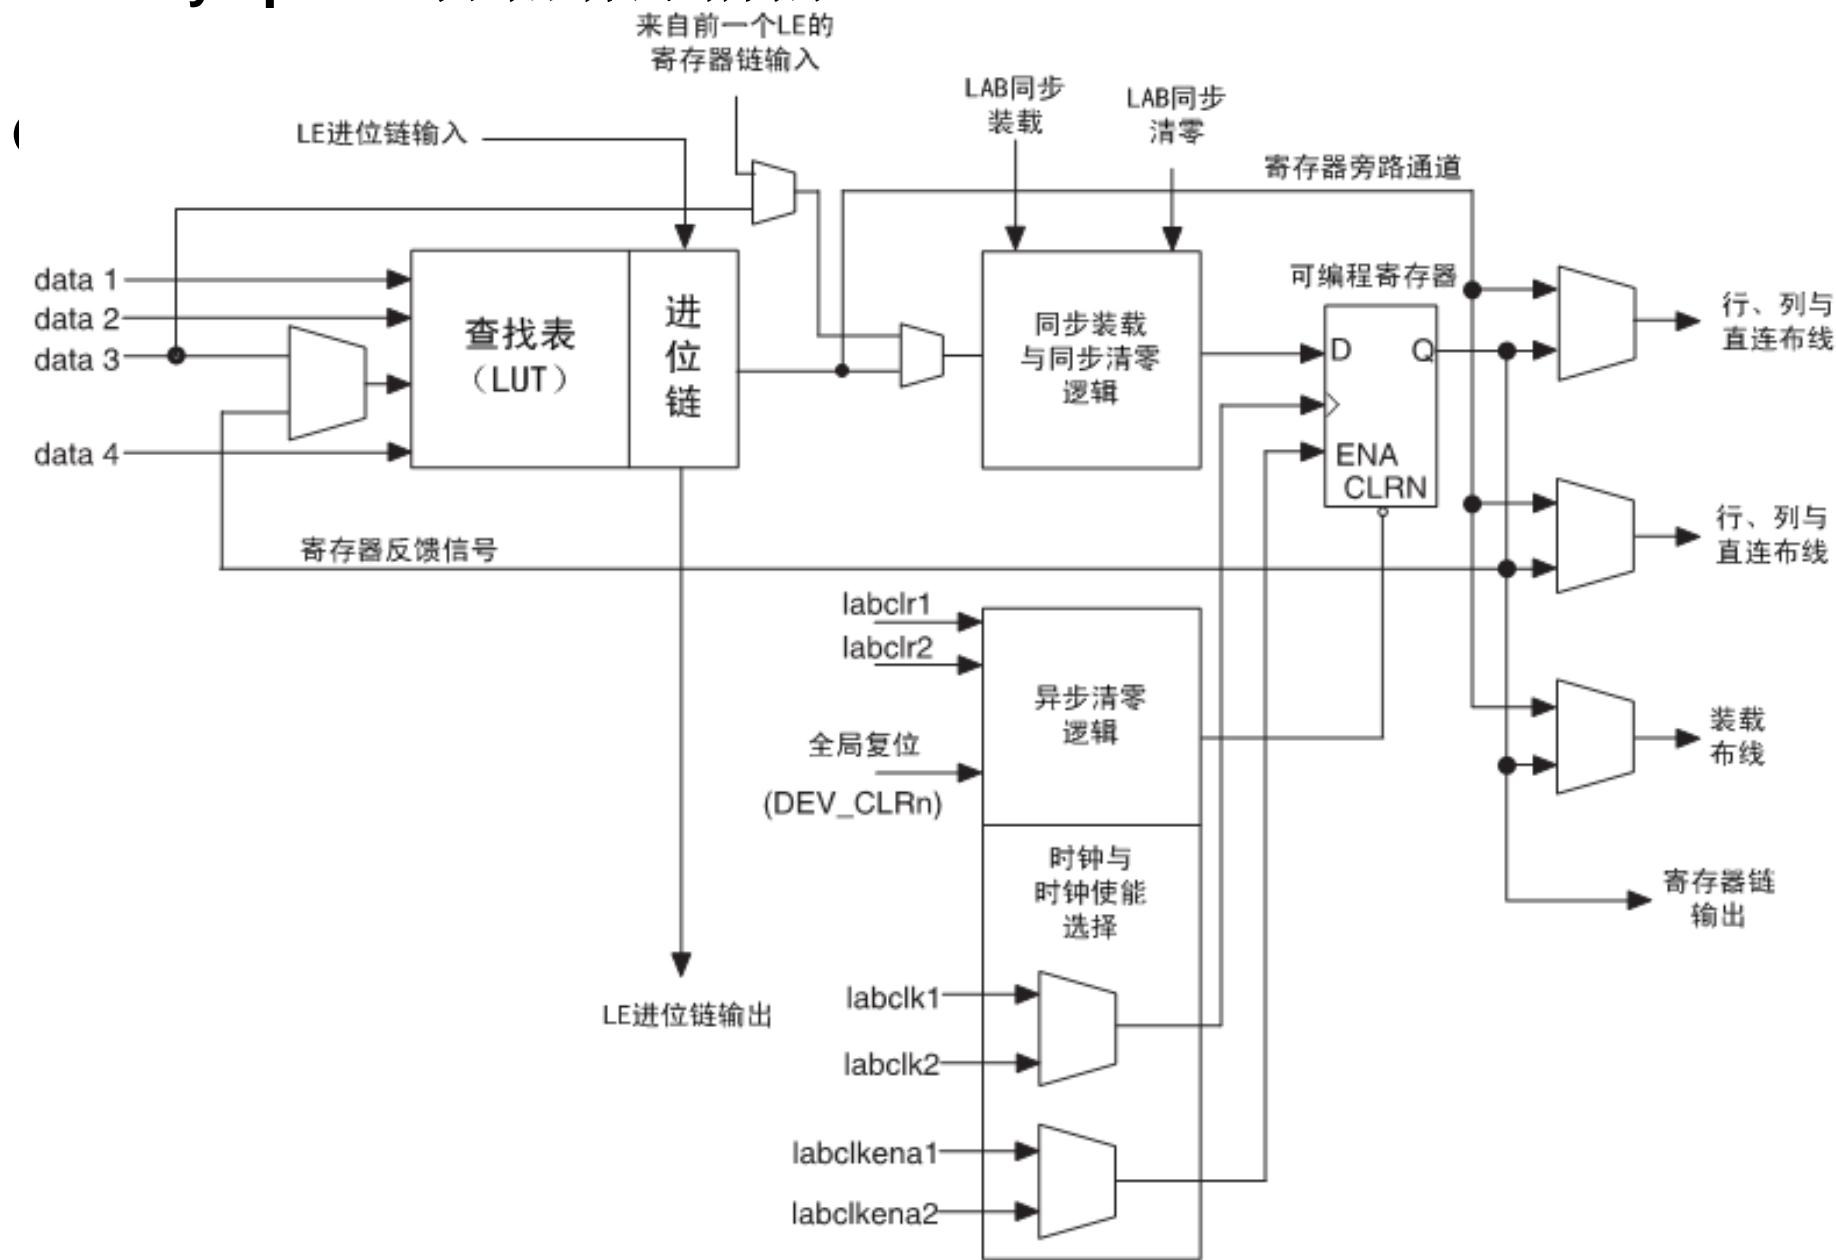 来自前一个LE的
寄存器链输入
LAB同步
装载
LAB同步
清零
LE进位链输入
寄存器旁路通道
data 1
data 2
data 3
data 4
查找表
（LUT）
进
位
链
同步装载
与同步清零
逻辑
可编程寄存器
D
Q
ENA
CLRN
行、列与
直连布线
行、列与
直连布线
寄存器反馈信号
labclr1
labclr2
异步清零
逻辑
全局复位
(DEV_CLRn)
装载
布线
时钟与
时钟使能
选择
寄存器链
输出
LE进位链输出
labclk1
labclk2
labclkena1
labclkena2